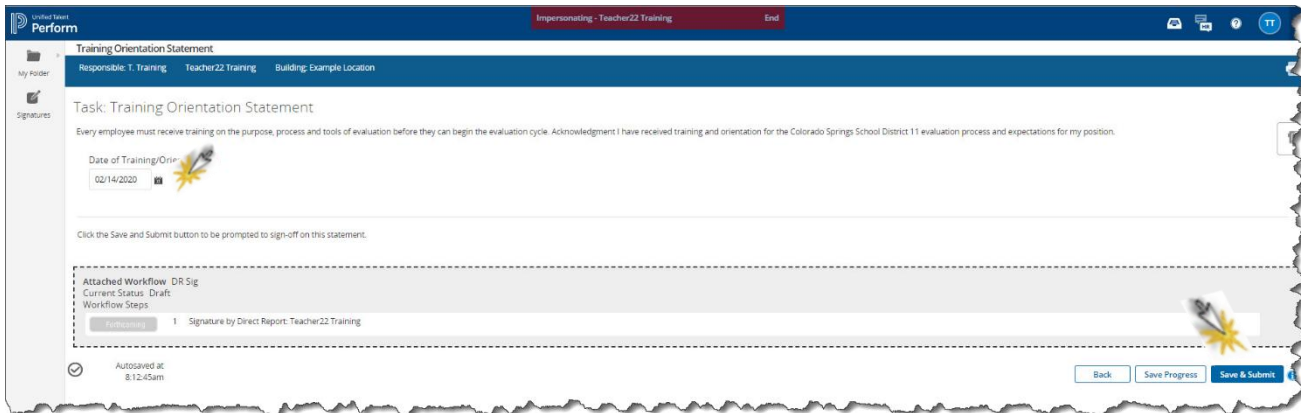 Unified Talent
Perform
Impersonating - Teacher22 Training End
TT
My Folder
Signatures
Training Orientation Statement
Responsible: T. Training Teacher22 Training Building: Example Location
Task: Training Orientation Statement
Every employee must receive training on the purpose, process and tools of evaluation before they can begin the evaluation cycle. Acknowledgment I have received training and orientation for the Colorado Springs School District 11 evaluation process and expectations for my position.
Date of
02/14/2020
Click the Save and Submit button to be prompted to sign-off on this statement.
Attached Workflow DR Sig
Current Status Draft
Workflow Steps
Forthcoming 1 Signature by Direct Report: Teacher22 Training
Autosaved at
8:12:45am
Back Save Progress Save & Submit